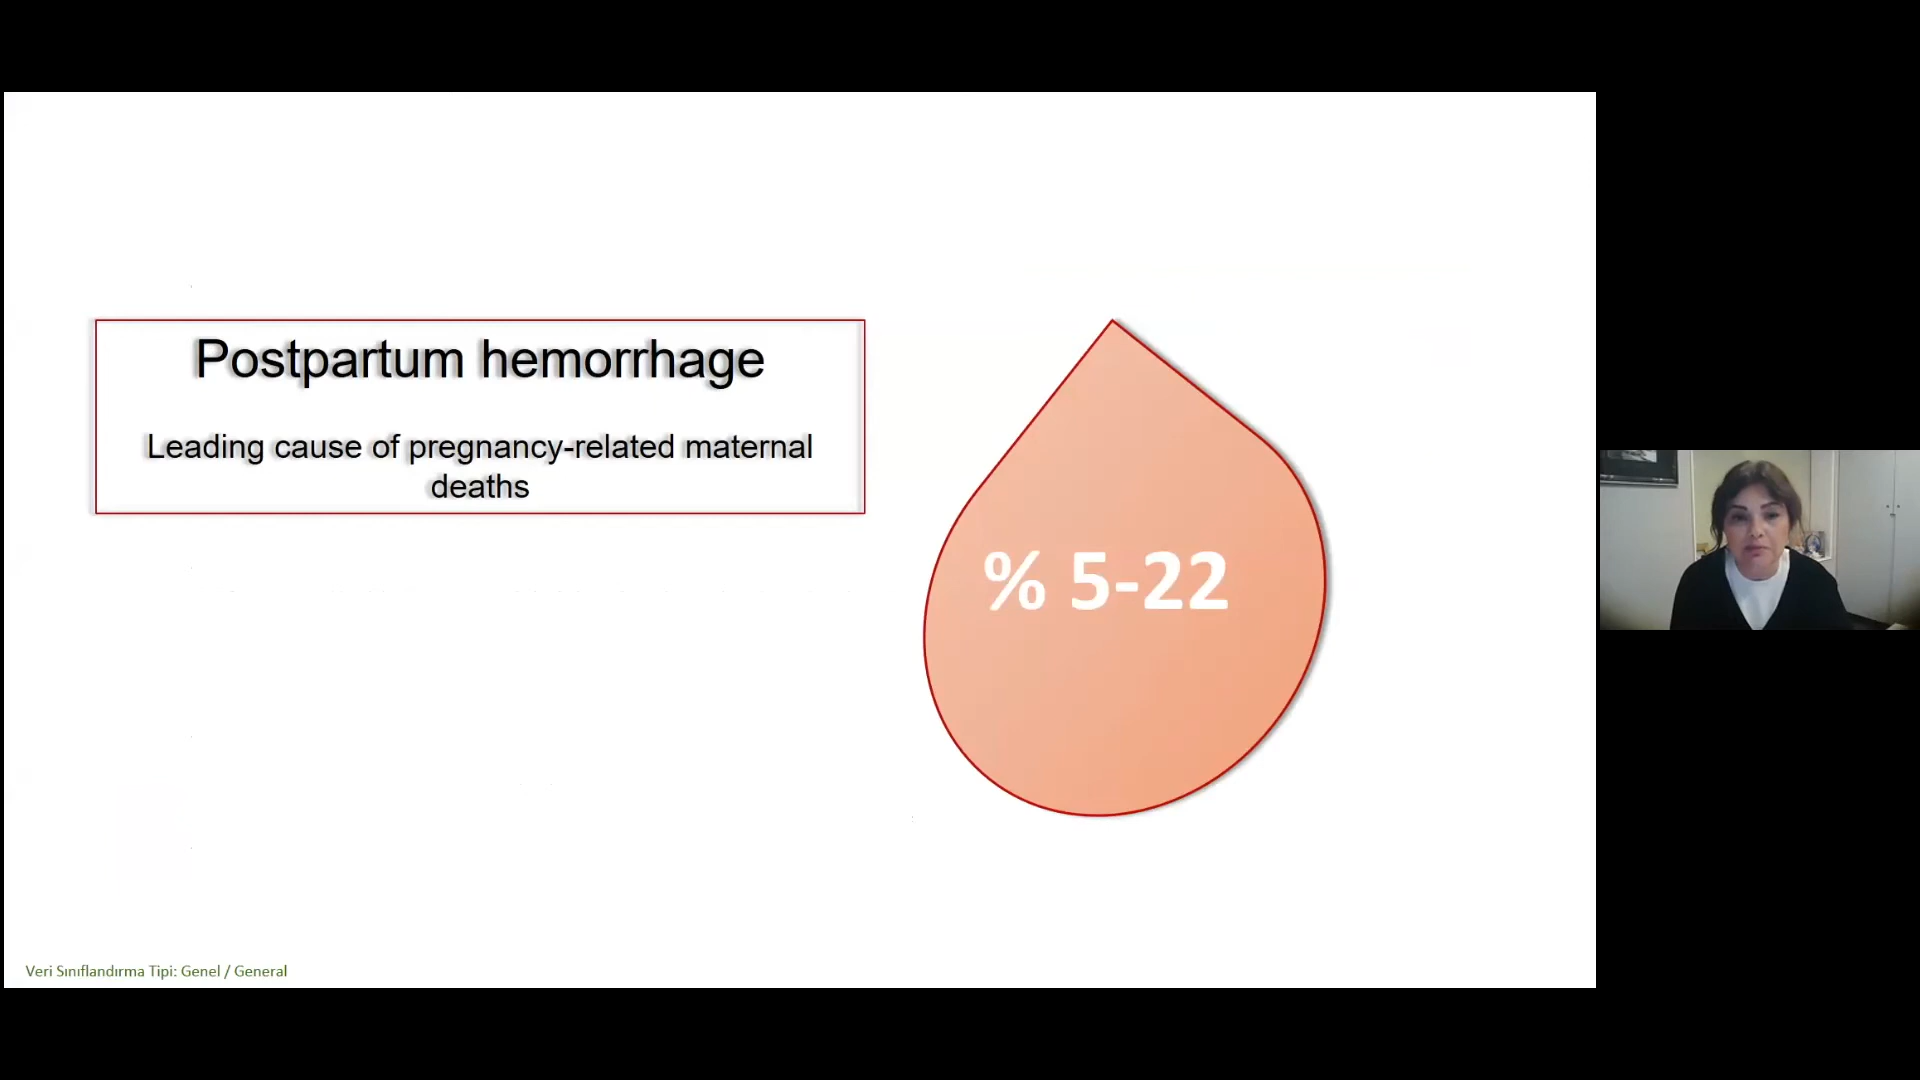 Postpartum hemorrhage
Leading cause of pregnancy-related maternal
deaths
% 5-22
Veri Sınıflandırma Tipi: Genel / General